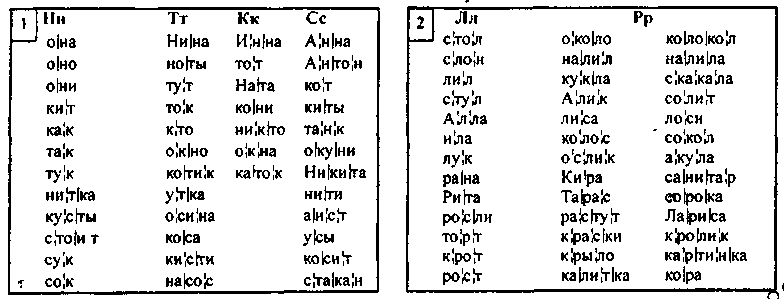 1
Нн Тт Кк Сс
о|на Ни|на И¦н|на А¦н|на
о|но но|ты то¦т А¦н|то¦н
о|ни ту¦т На|та ко¦т
ки¦т то¦к ко|ни ки|ты
ка¦к к¦то ни|к¦то та¦н¦к
та¦к о¦к|но о¦к|на о|ку|ни
ту¦к ко|ти¦к ка|то¦к Ни|ки|та
ни¦т|ка у¦т|ка ни|ти
ку¦с|ты о|си|на а|и¦с¦т
с¦то|и т ко|са у|сы
су¦к ки¦с|ти ко|си¦т
со¦к на|со¦с с¦та|ка¦н
2
Лл Рр
с¦то¦л о|ко|ло ко|ло|ко¦л
с¦ло¦н на|ли¦л на|ли|ла
ли¦л ку¦к|ла с¦ка|ка|ла
с¦ту¦л А|ли¦к со|ли¦т
А¦л|ла ли|са ло|си
и|ла ко|ло¦с со|ко¦л
лу¦к о¦с|ли¦к а|ку|ла
ра|на Ки|ра са|ни|та¦р
Ри|та Та|ра¦с со|ро|ка
ро¦с|ли ра¦с|ту¦т Ла|ри|са
то¦р¦т к¦ра¦с|ки к¦ро|ли¦к
к¦ро¦т к¦ры|ло ка¦р|ти¦н|ка
ро¦с¦т ка|ли¦т|ка ко|ра